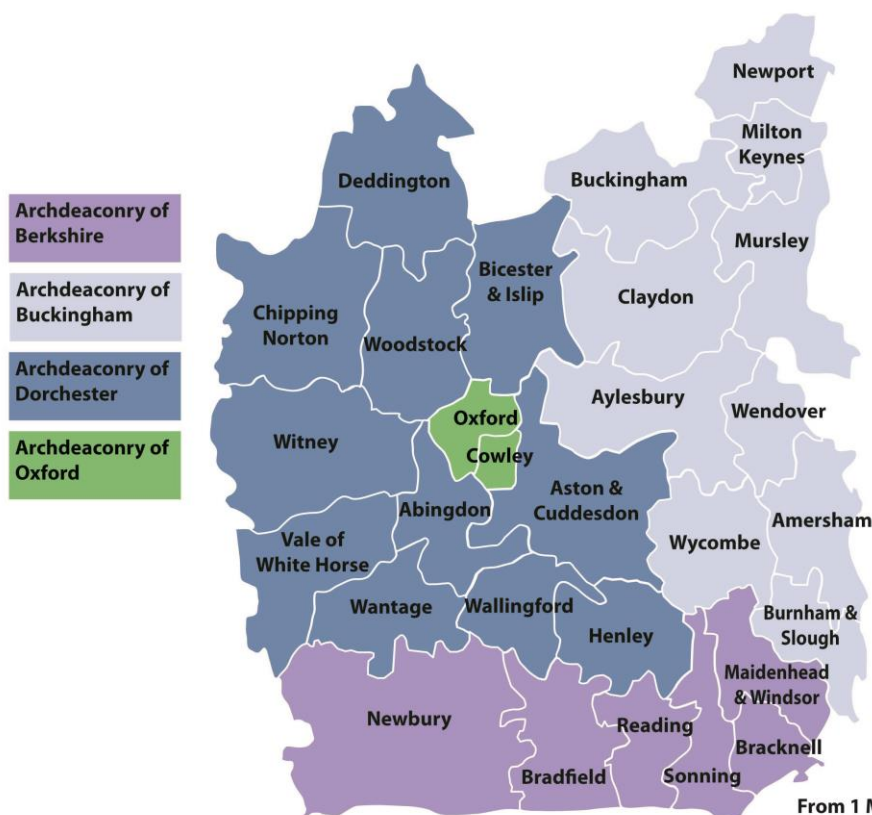 Newport
Milton
Keynes
Buckingham
Deddington
Archdeaconry of
Berkshire
Mursley
Bicester
& Islip
Archdeaconry of
Buckingham
Claydon
Chipping
Norton
Woodstock
Archdeaconry of
Dorchester
Aylesbury
Wendover
Oxford
Witney
Archdeaconry of
Oxford
Cowley
Aston &
Cuddesdon
Abingdon
Amersham
Vale of
White Horse
Wycombe
Wantage
Wallingford
Burnham &
Slough
Henley
Maidenhead
& Windsor
Newbury
Reading
Bracknell
Bradfield
Sonning
From 1 M